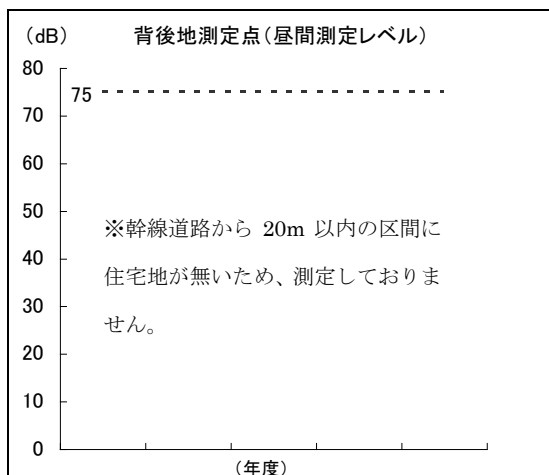 (dB) 背後地測定点(昼間測定レベル)
80
75
70
60
50
※幹線道路から 20m 以内の区間に
40
住宅地が無いため、測定しておりま
30
せん。
20
10
0
(年度)